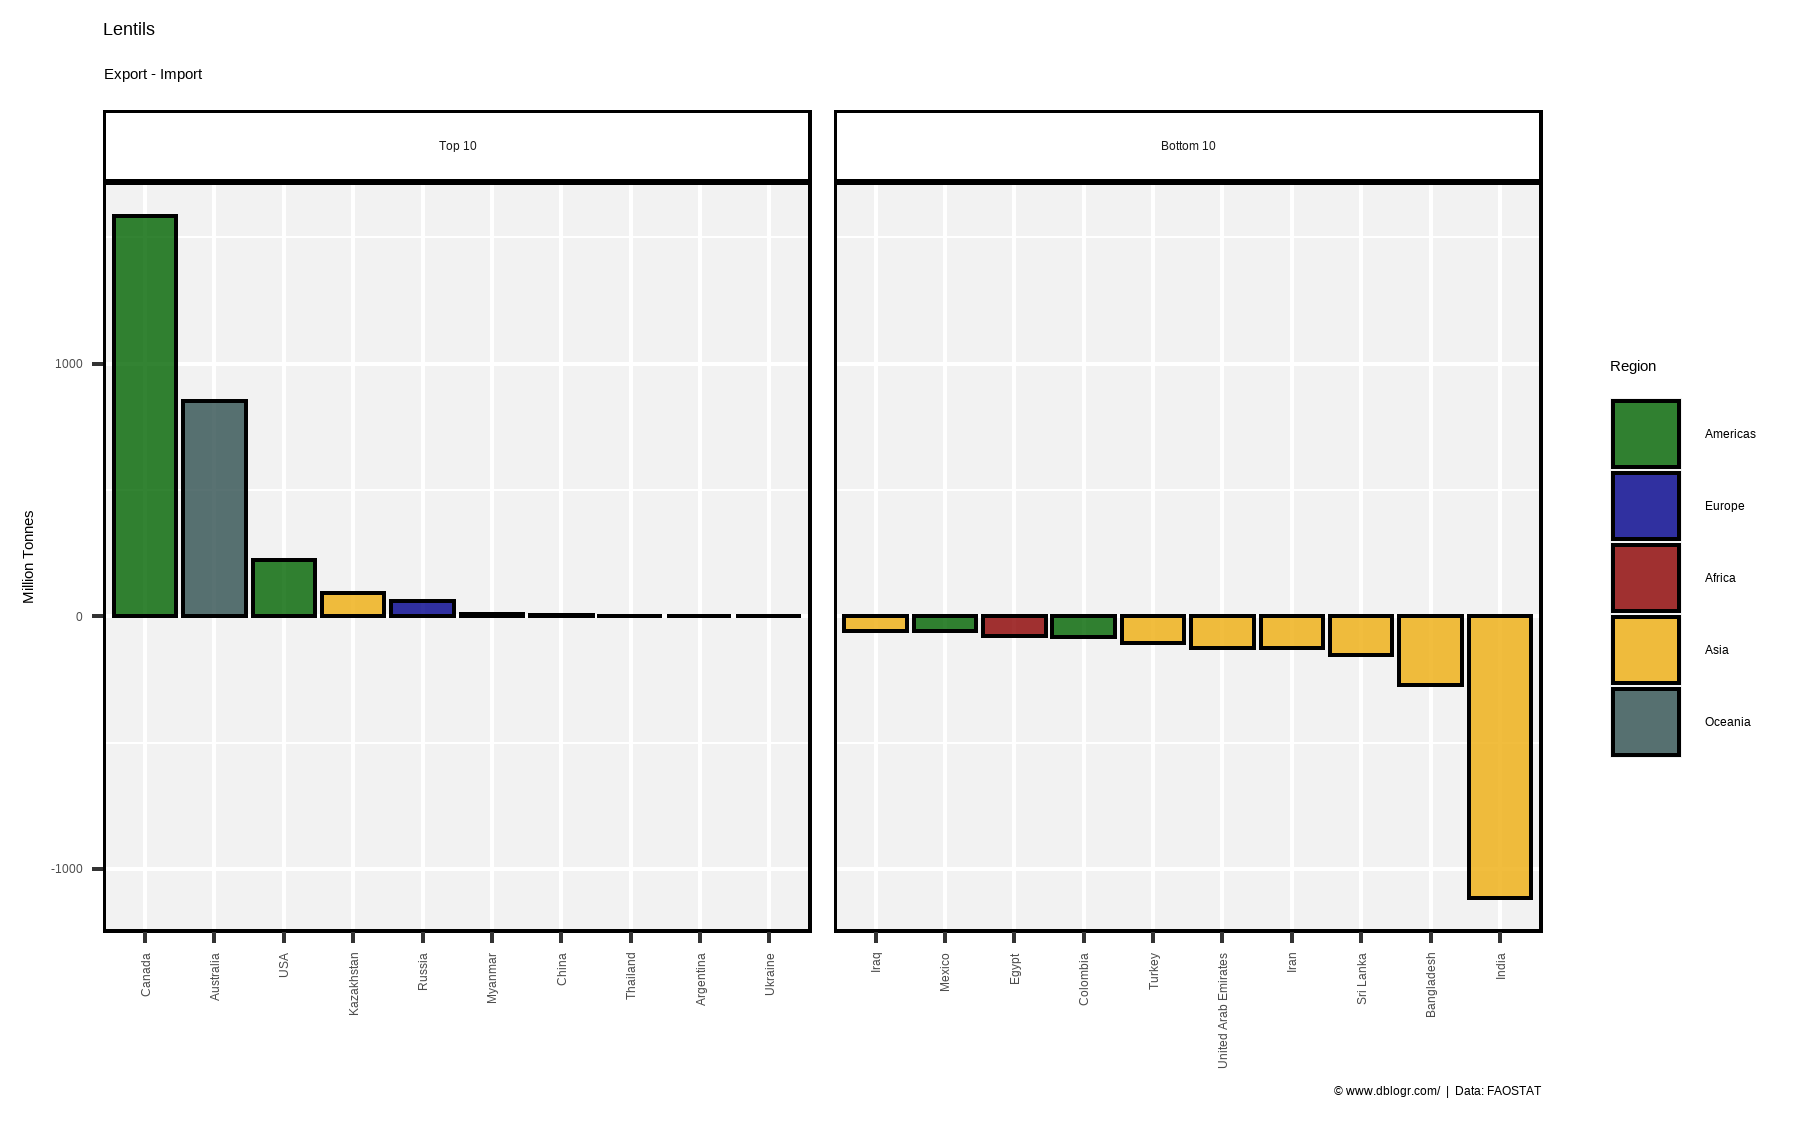 Lentils
Export - Import
Top 10
Bottom 10
Million Tonnes
1000
0
-1000
Canada
Australia
USA
Kazakhstan
Russia
Myanmar
China
Thailand
Argentina
Ukraine
Iraq
Mexico
Egypt
Colombia
Turkey
United Arab Emirates
Iran
Sri Lanka
Bangladesh
India
Region
Americas
Europe
Africa
Asia
Oceania
© www.dblogr.com/ | Data: FAOSTAT